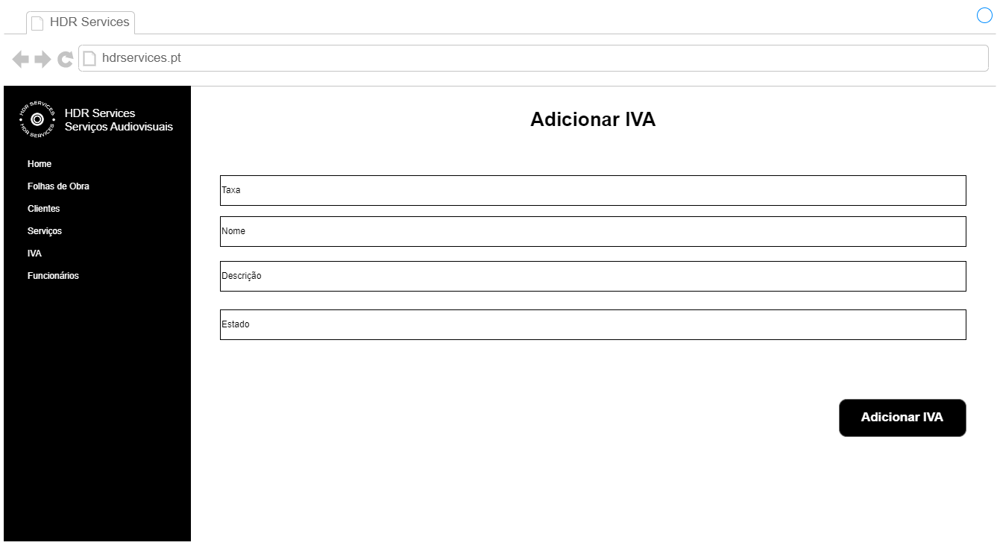 HDR Services
hdrservices.pt
HDR SERVICES
HDR SERVICES
HDR Services
Serviços Audiovisuais
Home
Folhas de Obra
Clientes
Serviços
IVA
Funcionários
Adicionar IVA
Taxa
Nome
Descrição
Estado
Adicionar IVA